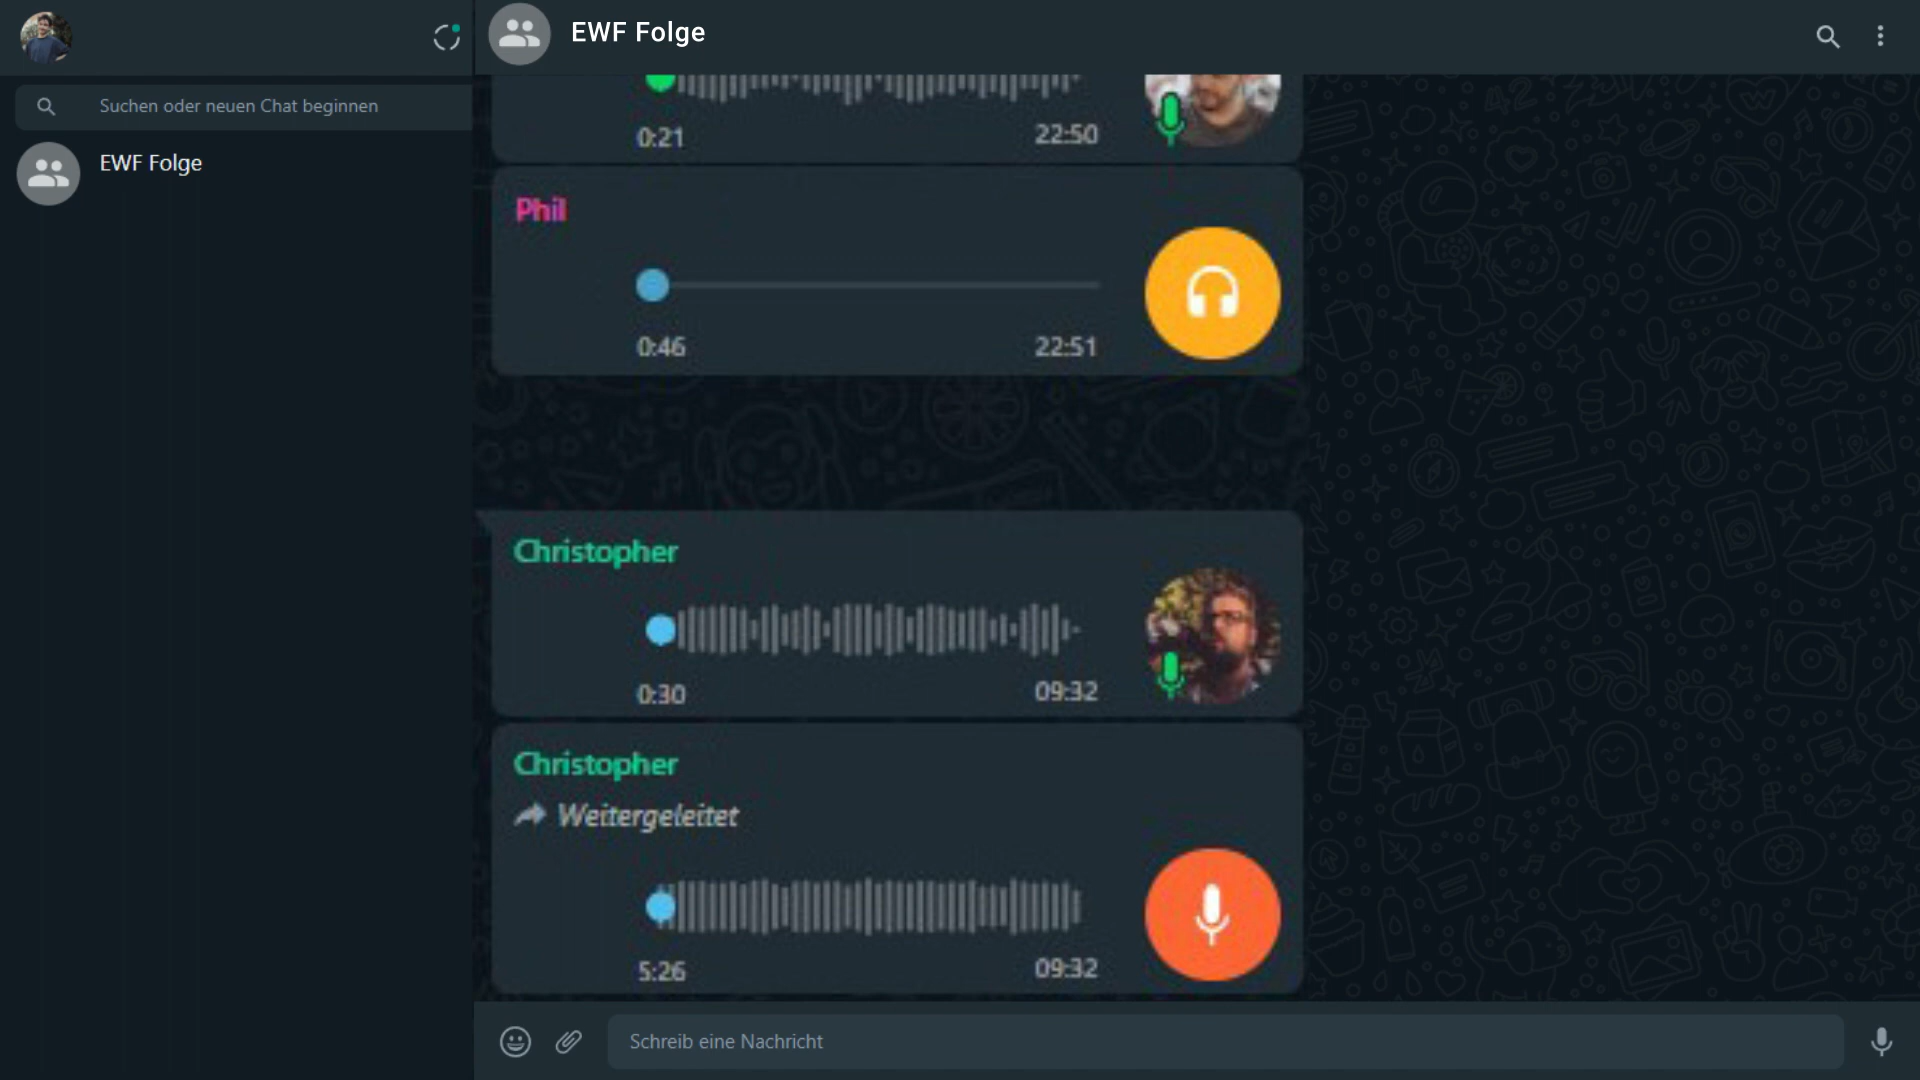 EWF Folge
Suchen oder neuen Chat beginnen
EWF Folge
0:21 22:50
Phil
0:46 22:51
Christopher
0:30 09:32
Christopher
Weitergeleitet
5:26 09:32
Schreib eine Nachricht